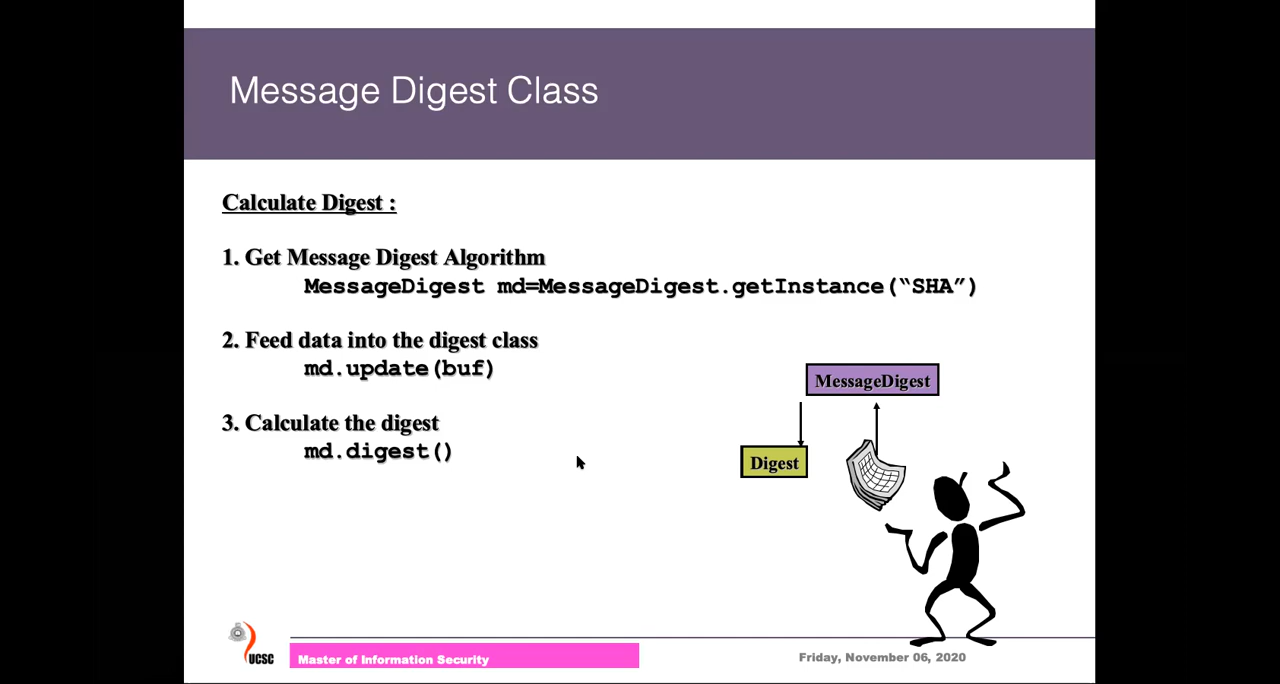 Message Digest Class
Calculate Digest :
1. Get Message Digest Algorithm
MessageDigest md=MessageDigest.getInstance(“SHA”)
2. Feed data into the digest class
md.update(buf)
3. Calculate the digest
md.digest()
MessageDigest
Digest
UCSC
Master of Information Security
Friday, November 06, 2020